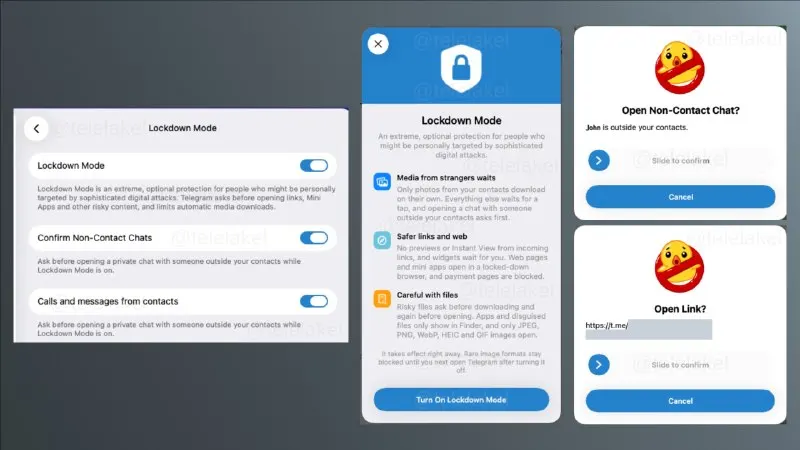 @telelakel
Lockdown Mode
Lockdown Mode
Lockdown Mode is an extreme, optional protection for people who might be personally
targeted by sophisticated digital attacks. Telegram asks before opening links, Mini
Apps and other risky content, and limits automatic media downloads.
Confirm Non-Contact Chats
@telelakel
Ask before opening a private chat with someone outside your contacts while
Lockdown Mode is on.
Calls and messages from contacts
Ask before opening a private chat with someone outside your contacts while
Lockdown Mode is on.
@telelakel
Lockdown Mode
An extreme, optional protection for people who
might be personally targeted by sophisticated
digital attacks.
Media from strangers waits
Only photos from your contacts download
on their own. Everything else waits for a
tap, and opening a chat with someone
outside your contacts asks first.
Safer links and web
No previews or Instant View from incoming
links, and widgets wait for you. Web pages
and mini apps open in a locked-down
browser, and payment pages are blocked.
Careful with files
Risky files ask before downloading and
again before opening. Apps and disguised
files only show in Finder, and only JPEG,
PNG, WebP, HEIC and GIF images open.
It takes effect right away. Rare image formats stay
blocked until you next open Telegram after turning it
off.
Turn On Lockdown Mode
@telelakel
Open Non-Contact Chat?
John is outside your contacts.
Slide to confirm
Cancel
@telelakel
Open Link?
https://t.me/
Slide to confirm
Cancel